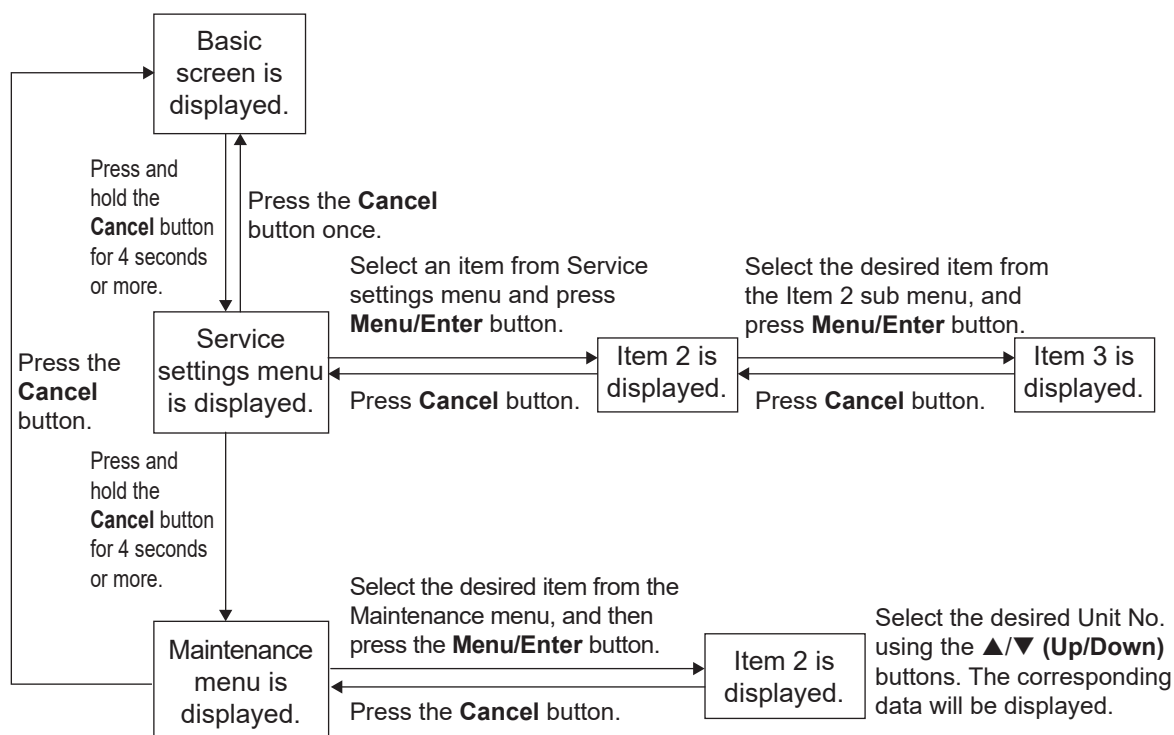 Basic
screen is
displayed.
Press and
hold the
Cancel button
for 4 seconds
or more.
Press the Cancel
button once.
Select an item from Service
settings menu and press
Menu/Enter button.
Select the desired item from
the Item 2 sub menu, and
press Menu/Enter button.
Press the
Cancel
button.
Service
settings menu
is displayed.
Item 2 is
displayed.
Item 3 is
displayed.
Press Cancel button.
Press Cancel button.
Press and
hold the
Cancel button
for 4 seconds
or more.
Select the desired item from the
Maintenance menu, and then
press the Menu/Enter button.
Maintenance
menu is
displayed.
Item 2 is
displayed.
Select the desired Unit No.
using the ▲/▼ (Up/Down)
buttons. The corresponding
data will be displayed.
Press the Cancel button.